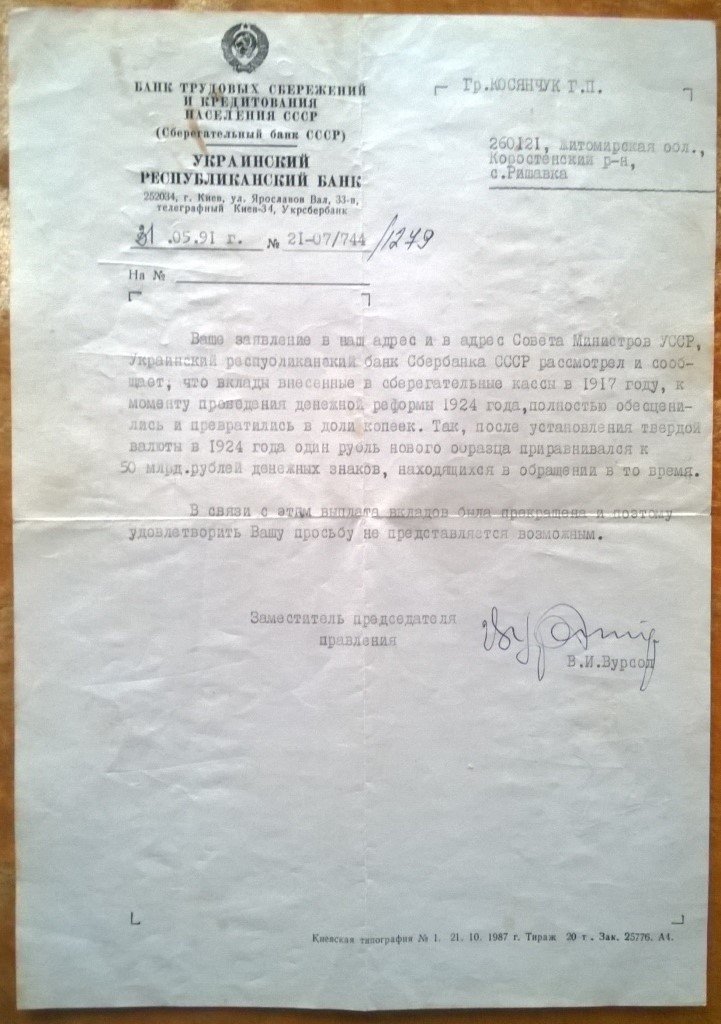 БАНК ТРУДОВЫХ СБЕРЕЖЕНИЙ
И КРЕДИТОВАНИЯ
НАСЕЛЕНИЯ СССР
(Сберегательный банк СССР)
УКРАИНСКИЙ
РЕСПУБЛИКАНСКИЙ БАНК
252034, г. Киев, ул. Ярославов Вал, 33-в,
телеграфный Киев-34, Укрсбербанк
31 .05.91 г. № 21-07/744 /1279
На №
Гр.КОСЯНЧУК Г.П.
260121, Житомирская обл.,
Коростенский р-н,
с.Ришавка
Ваше заявление в наш адрес и в адрес Совета Министров УССР,
Украинский республиканский банк Сбербанка СССР рассмотрел и сооб-
щает, что вклады внесенные в сберегательные кассы в 1917 году, к
моменту проведения денежной реформы 1924 года,полностью обесцени-
лись и превратились в доли копеек. Так, после установления твердой
валюты в 1924 года один рубль нового образца приравнивался к
50 млрд.рублей денежных знаков, находящихся в обращении в то время.
В связи с этим выплата вкладов была прекращена и поэтому
удовлетворить Вашу просьбу не представляется возможным.
Заместитель председателя
правления
В.И.Вурсол
Киевская типография № 1. 21. 10. 1987 г. Тираж 20 т. Зак. 25776. А4.